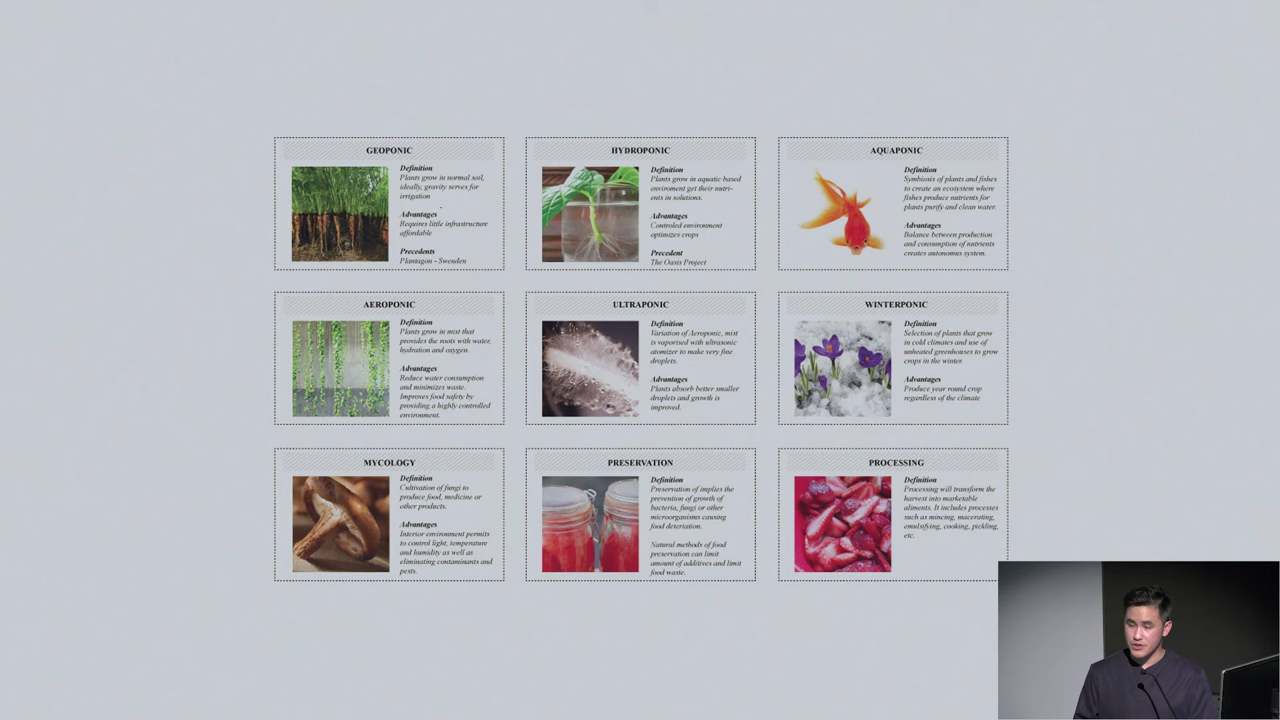 GEOPONIC
Definition
Plants grow in normal soil,
ideally, gravity serves for
irrigation
Advantages
Requires little infrastructure
affordable
Precedents
Plantagon - Swenden
HYDROPONIC
Definition
Plants grow in aquatic based
enviroment get their nutri-
ents in solutions.
Advantages
Controled environment
optimizes crops
Precedent
The Oasis Project
AQUAPONIC
Definition
Symbiosis of plants and fishes
to create an ecosystem where
fishes produce nutrients for
plants purify and clean water.
Advantages
Balance between production
and consumption of nutrients
creates autonomus system.
AEROPONIC
Definition
Plants grow in mist that
provides the roots with water,
hydration and oxygen.
Advantages
Reduce water consumption
and minimizes waste.
Improves food safety by
providing a highly controlled
environment.
ULTRAPONIC
Definition
Variation of Aeroponic, mist
is vaporised with ultrasonic
atomizer to make very fine
droplets.
Advantages
Plants absorb better smaller
droplets and growth is
improved.
WINTERPONIC
Definition
Selection of plants that grow
in cold climates and use of
unheated greenhouses to grow
crops in the winter.
Advantages
Produce year round crop
regardless of the climate
MYCOLOGY
Definition
Cultivation of fungi to
produce food, medicine or
other products.
Advantages
Interior environment permits
to control light, temperature
and humidity as well as
eliminating contaminants and
pests.
PRESERVATION
Definition
Preservation of implies the
prevention of growth of
bacteria, fungi or other
microorganisms causing
food deteriation.
Natural methods of food
preservation can limit
amount of additives and limit
food waste.
PROCESSING
Definition
Processing will transform the
harvest into marketable
aliments. It includes processes
such as mincing, macerating,
emulsifying, cooking, pickling,
etc.